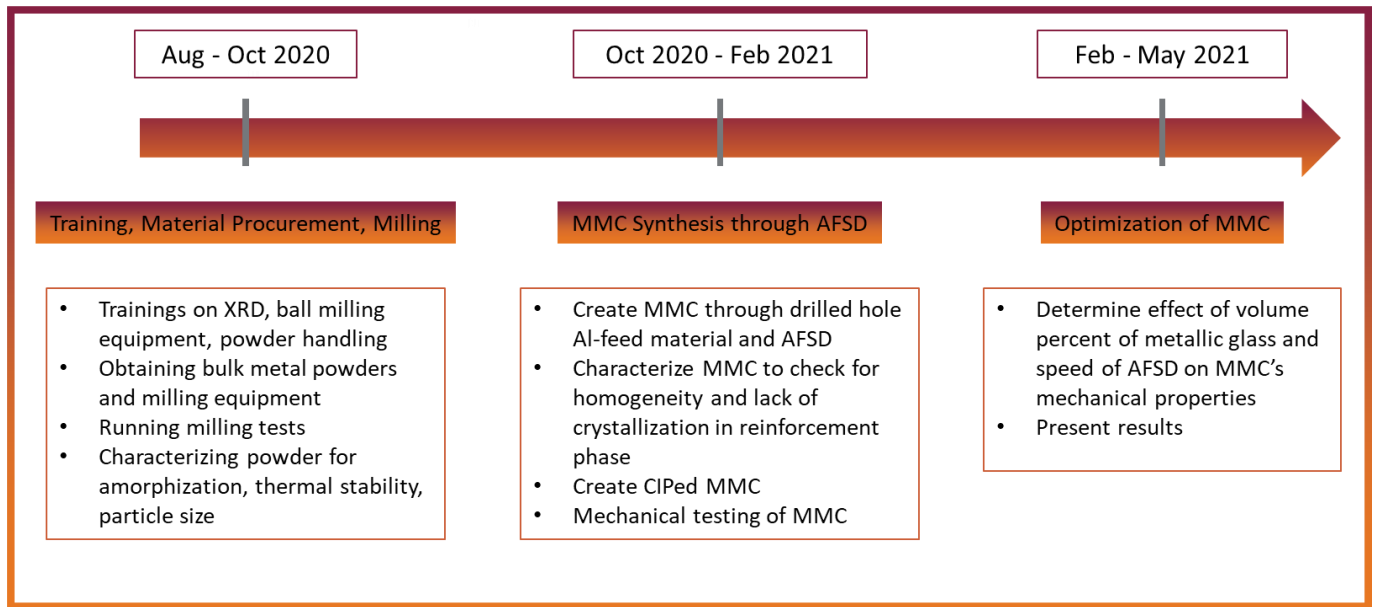 Aug - Oct 2020
Oct 2020 - Feb 2021
Feb - May 2021
Training, Material Procurement, Milling
MMC Synthesis through AFSD
Optimization of MMC
• Trainings on XRD, ball milling
equipment, powder handling
• Obtaining bulk metal powders
and milling equipment
• Running milling tests
• Characterizing powder for
amorphization, thermal stability,
particle size
• Create MMC through drilled hole
Al-feed material and AFSD
• Characterize MMC to check for
homogeneity and lack of
crystallization in reinforcement
phase
• Create CIPed MMC
• Mechanical testing of MMC
• Determine effect of volume
percent of metallic glass and
speed of AFSD on MMC’s
mechanical properties
• Present results